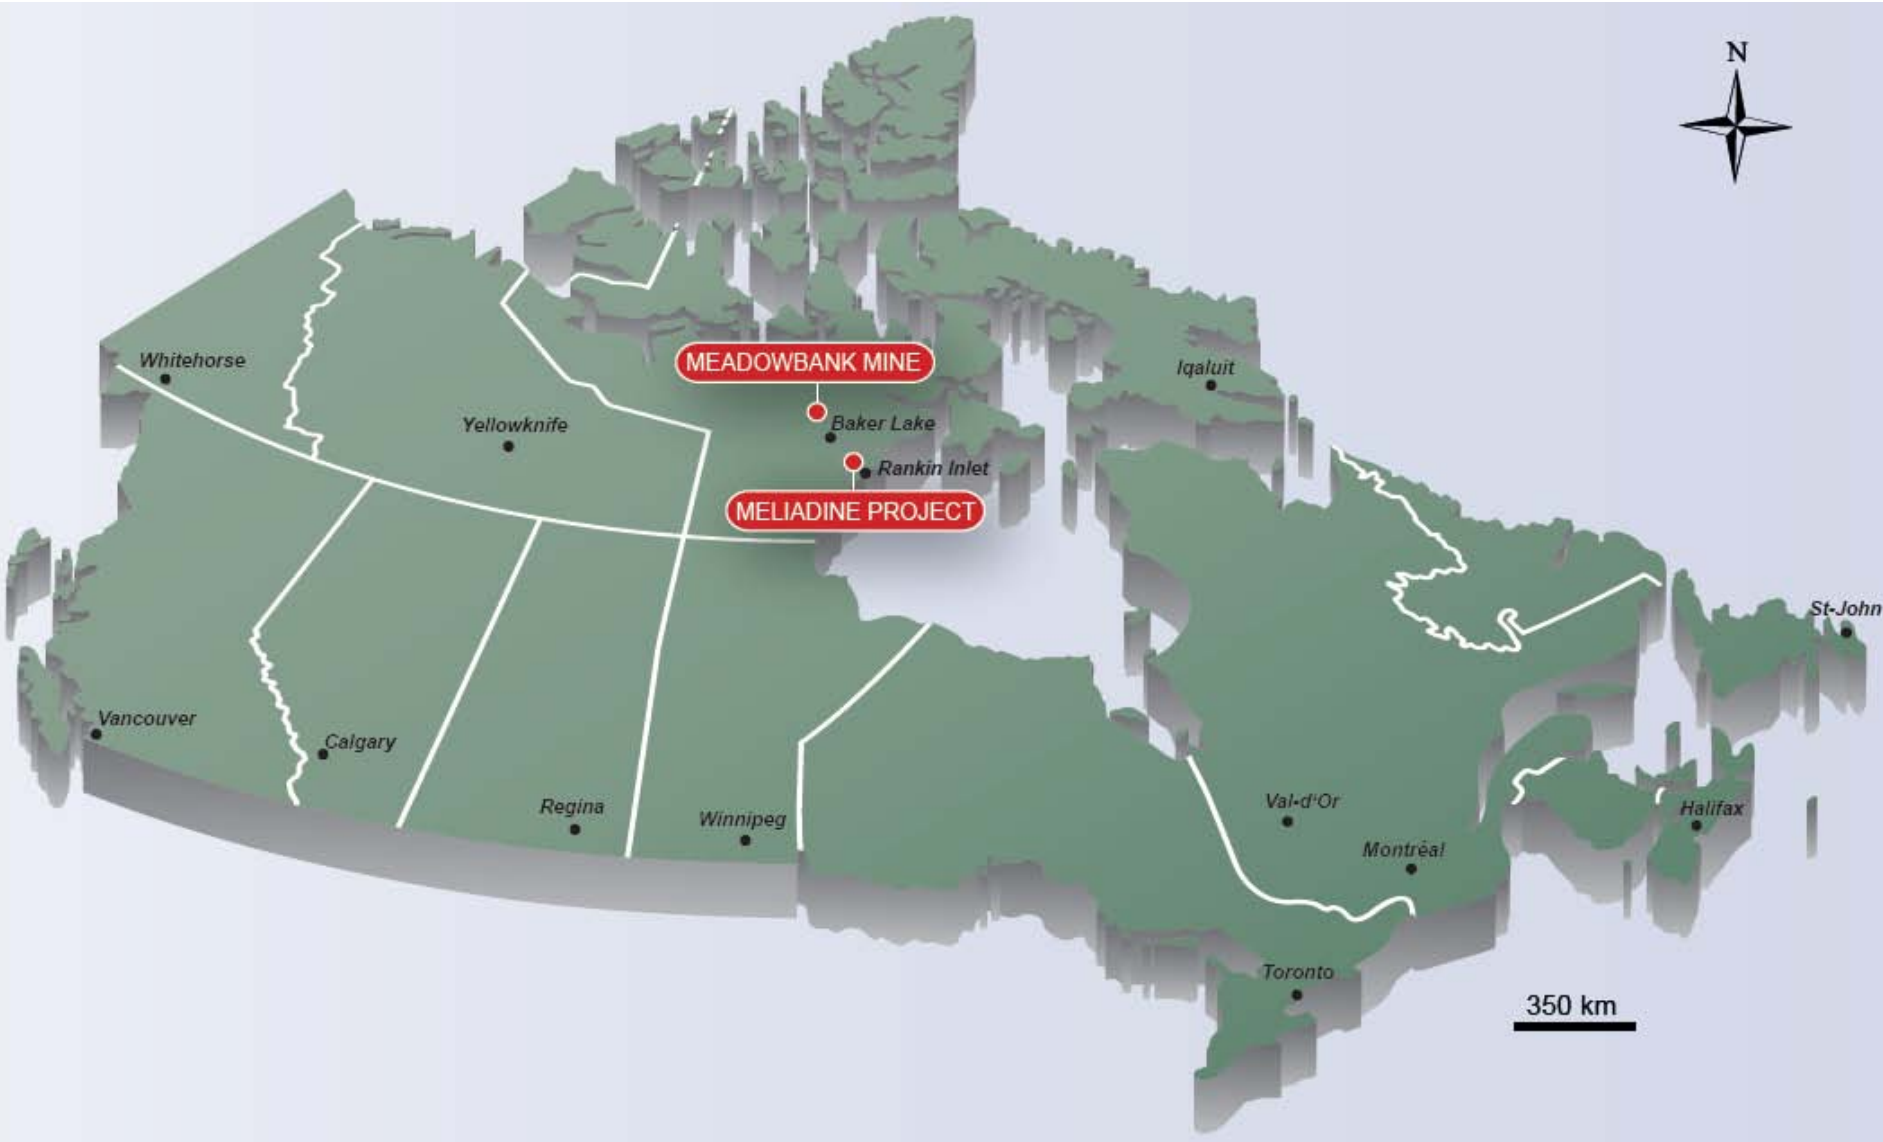 N
Whitehorse
MEADOWBANK MINE
Iqaluit
Yellowknife
Baker Lake
Rankin Inlet
MELIADINE PROJECT
St-John
Vancouver
Calgary
Regina
Winnipeg
Val-d'Or
Halifax
Montréal
Toronto
350 km